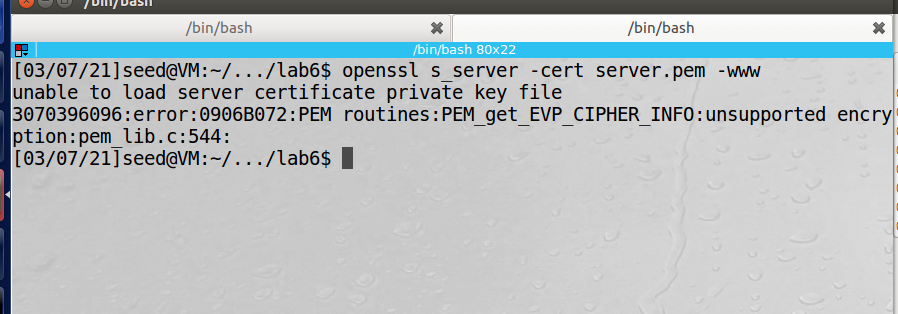 /bin/bash
/bin/bash
/bin/bash
/bin/bash 80x22
[03/07/21]seed@VM:~/.../lab6$ openssl s_server -cert server.pem -www
unable to load server certificate private key file
3070396096:error:0906B072:PEM routines:PEM_get_EVP_CIPHER_INFO:unsupported encry
ption:pem_lib.c:544:
[03/07/21]seed@VM:~/.../lab6$